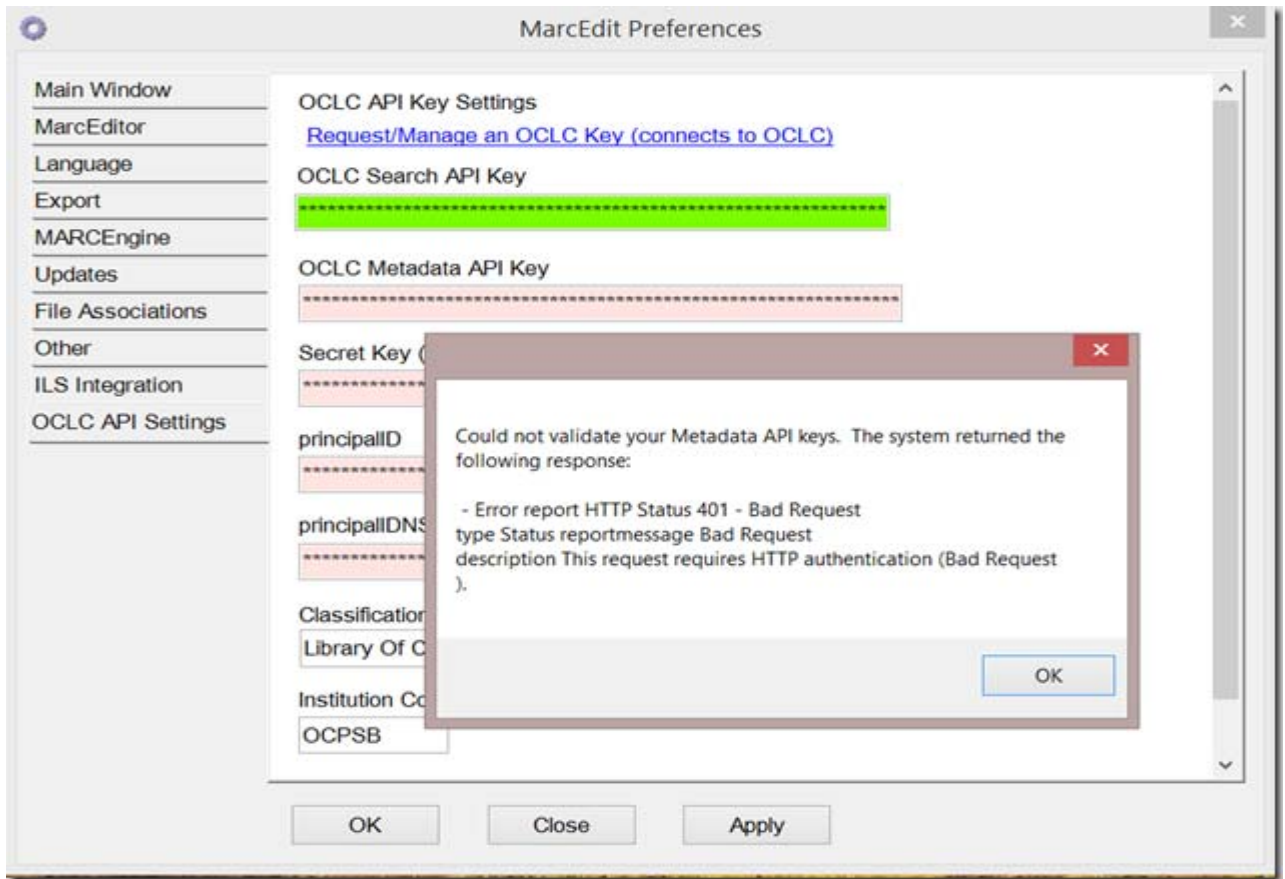 MarcEdit Preferences
Main Window
MarcEditor
Language
Export
MARCEngine
Updates
File Associations
Other
ILS Integration
OCLC API Settings
OCLC API Key Settings
Request/Manage an OCLC Key (connects to OCLC)
OCLC Search API Key
OCLC Metadata API Key
Secret Key (
principalID
principalIDNS
Classification
Library Of C
Institution Co
OCPSB
Could not validate your Metadata API keys. The system returned the
following response:
- Error report HTTP Status 401 - Bad Request
type Status reportmessage Bad Request
description This request requires HTTP authentication (Bad Request
).
OK
OK
Close
Apply